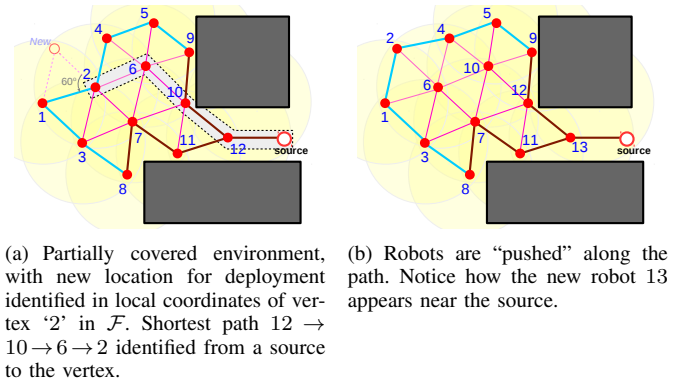 New
60°
5
4
9
6
2
10
1
7
11
12
3
8
source
5
4
9
2
10
6
12
1
7
11
13
3
8
source
(a) Partially covered environment,
with new location for deployment
identified in local coordinates of ver-
tex ‘2’ in ℱ. Shortest path 12 →
10→6→2 identified from a source
to the vertex.
(b) Robots are “pushed” along the
path. Notice how the new robot 13
appears near the source.